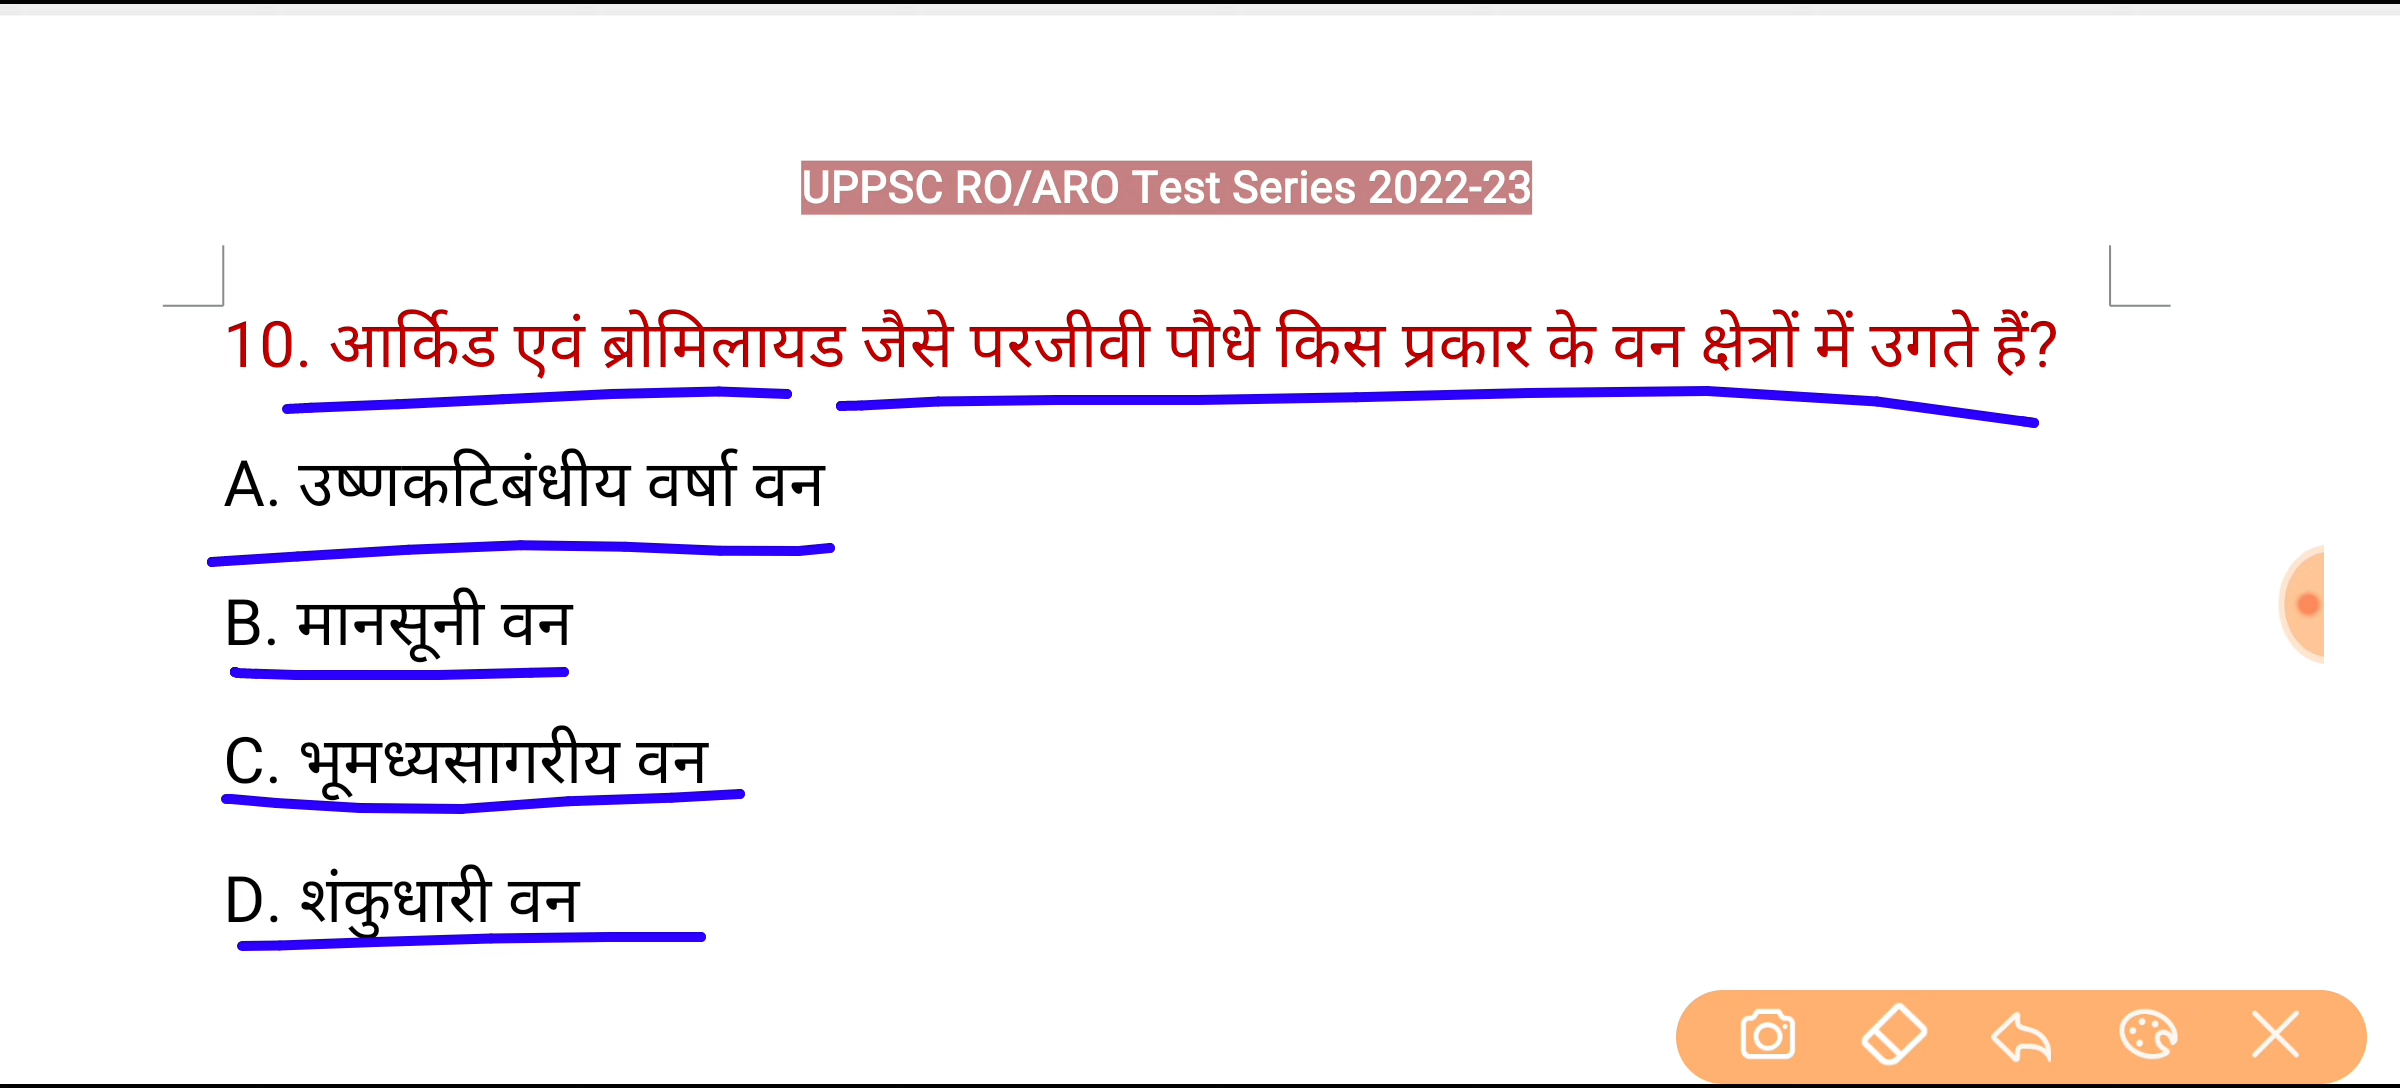 UPPSC RO/ARO Test Series 2022-23
10. आर्किड एवं ब्रोमिलायड जैसे परजीवी पौधे किस प्रकार के वन क्षेत्रों में उगते हैं?
A. उष्णकटिबंधीय वर्षा वन
B. मानसूनी वन
C. भूमध्यसागरीय वन
D. शंकुधारी वन